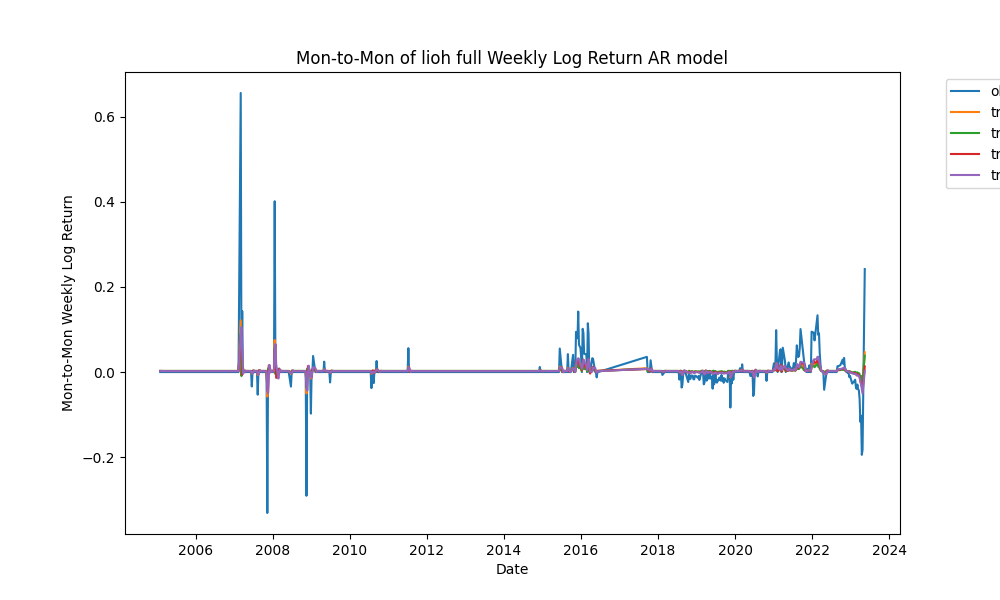 Mon-to-Mon of lioh full Weekly Log Return AR model
Mon-to-Mon Weekly Log Return
0.6
0.4
0.2
0.0
−0.2
2006
2008
2010
2012
2014
2016
2018
2020
2022
2024
Date
tr
tr
tr
tr